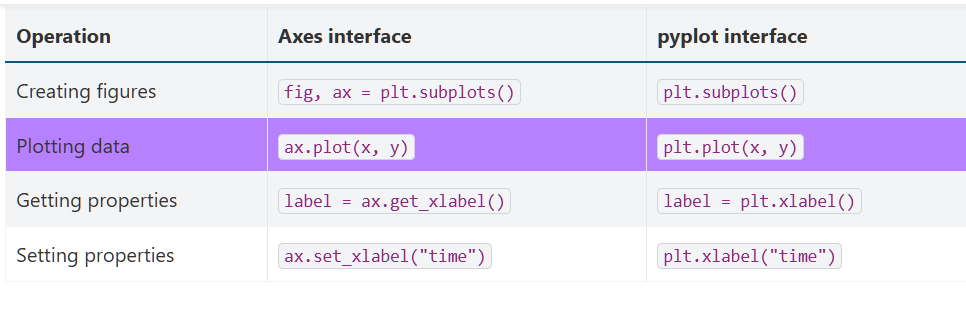 Operation Axes interface pyplot interface
Creating figures fig, ax = plt.subplots() plt.subplots()
Plotting data ax.plot(x, y) plt.plot(x, y)
Getting properties label = ax.get_xlabel() label = plt.xlabel()
Setting properties ax.set_xlabel("time") plt.xlabel("time")